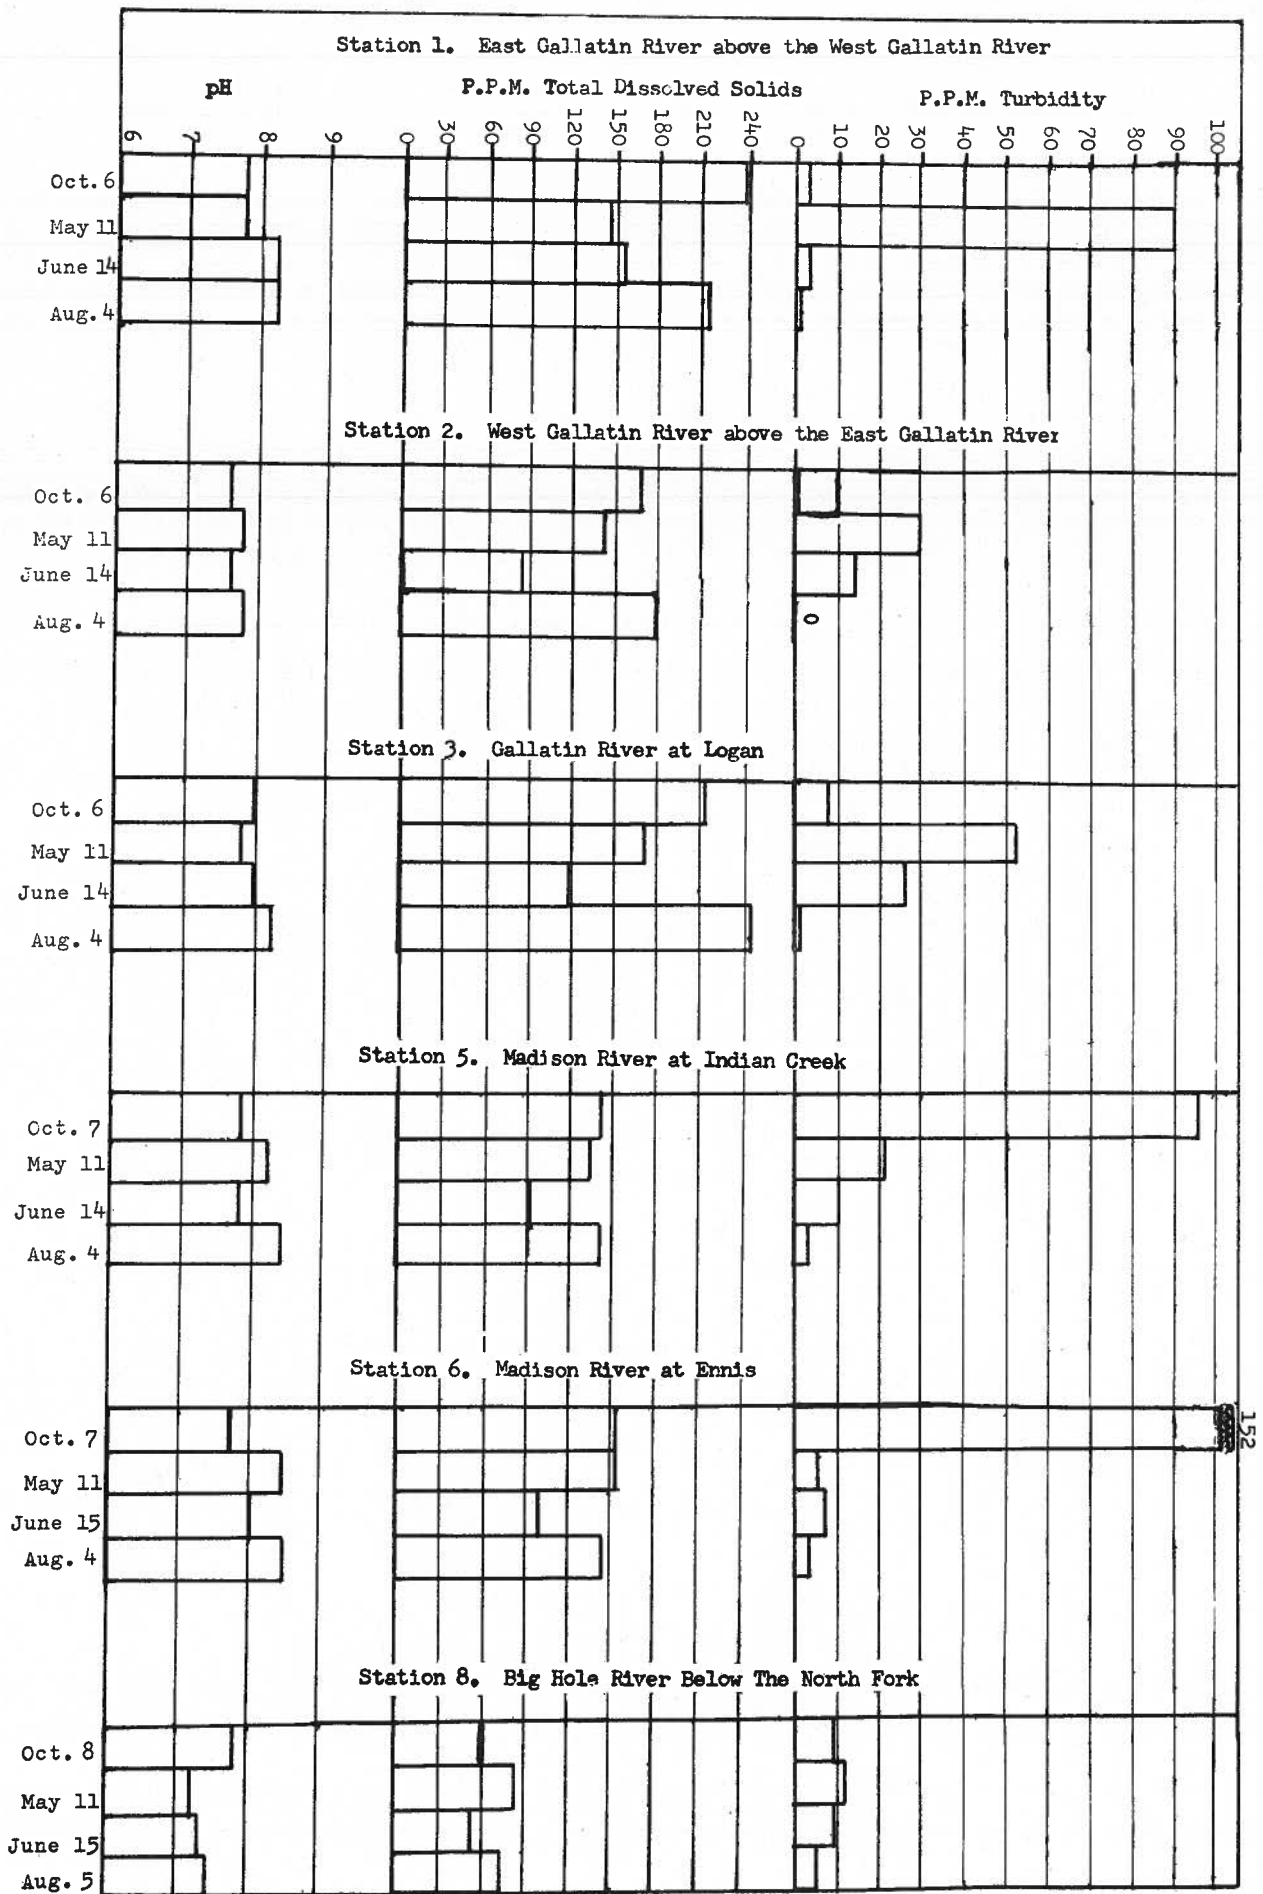 Station 1. East Gallatin River above the West Gallatin River
pH
P.P.M. Total Dissolved Solids
P.P.M. Turbidity
6 7 8 9 0 30 60 90 120 150 180 210 240 0 10 20 30 40 50 60 70 80 90 100
Oct. 6
May 11
June 14
Aug. 4
Station 2. West Gallatin River above the East Gallatin River
Oct. 6
May 11
June 14
Aug. 4 0
Station 3. Gallatin River at Logan
Oct. 6
May 11
June 14
Aug. 4
Station 5. Madison River at Indian Creek
Oct. 7
May 11
June 14
Aug. 4
Station 6. Madison River at Ennis
Oct. 7 152
May 11
June 15
Aug. 4
Station 8. Big Hole River Below The North Fork
Oct. 8
May 11
June 15
Aug. 5